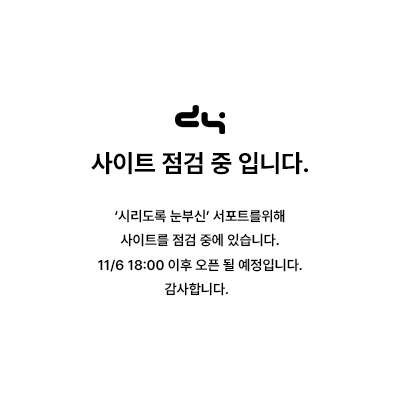 사이트 점검 중 입니다.
‘시리도록 눈부신’ 서포트를위해
사이트를 점검 중에 있습니다.
11/6 18:00 이후 오픈 될 예정입니다.
감사합니다.